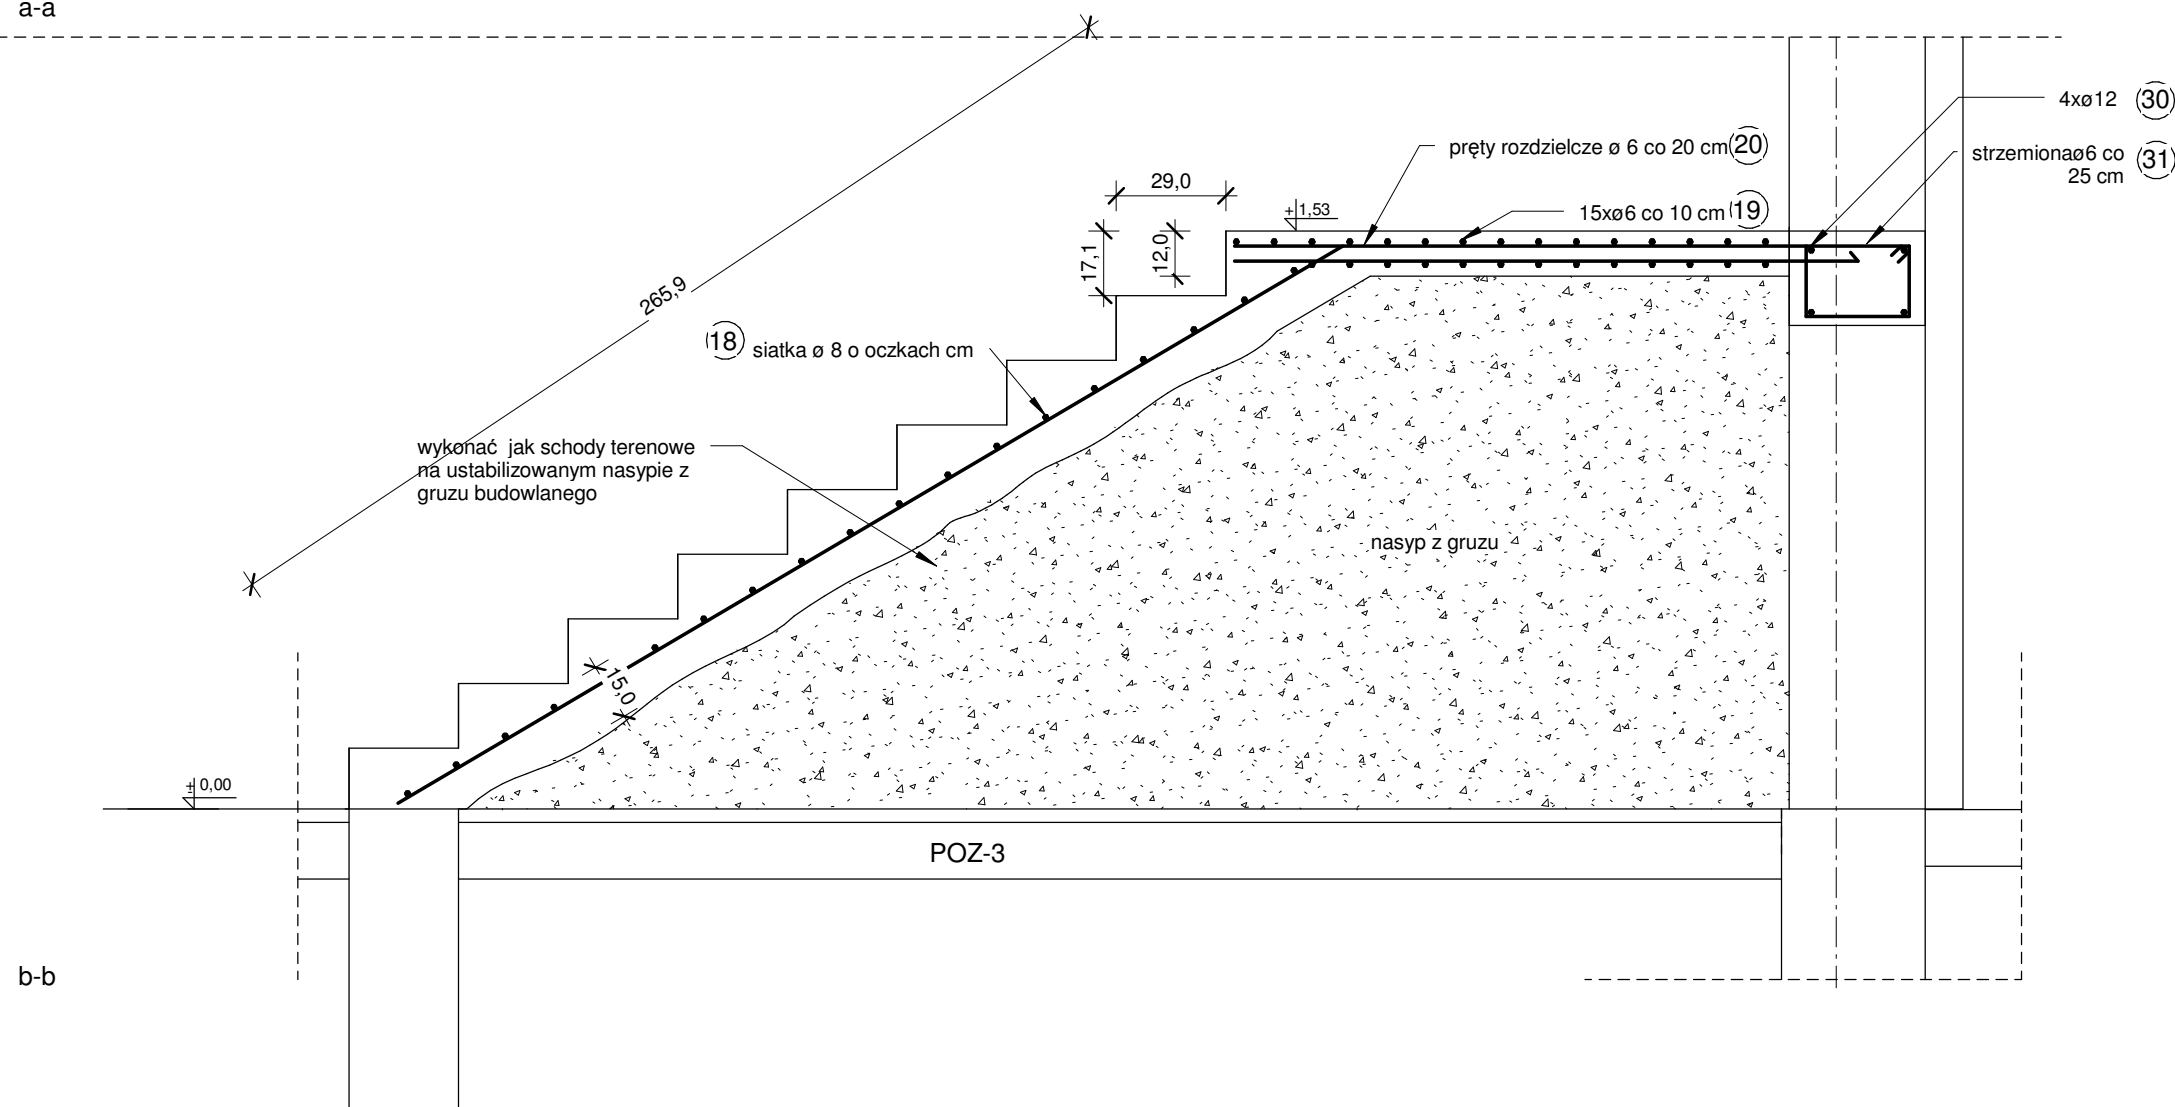 a-a
4xø12 30
pręty rozdzielcze ø 6 co 20 cm 20
strzemionaø6 co 31
25 cm
29,0
±1,53
15xø6 co 10 cm 19
17,1
12,0
265,9
18 siatka ø 8 o oczkach cm
wykonać jak schody terenowe
na ustabilizowanym nasypie z
gruzu budowlanego
nasyp z gruzu
15,0
±0,00
POZ-3
b-b